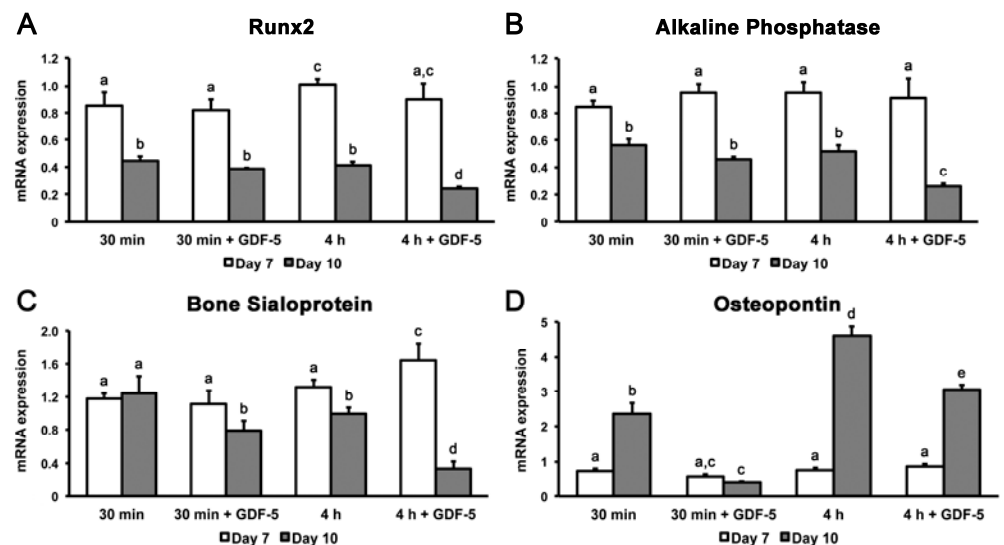 A
Runx2
mRNA expression
1.2
1.0
0.8
0.6
0.4
0.2
0
a
b
a
b
c
b
a,c
d
30 min
30 min + GDF-5
4 h
4 h + GDF-5
Day 7
Day 10
B
Alkaline Phosphatase
mRNA expression
1.2
1.0
0.8
0.6
0.4
0.2
0
a
b
a
b
a
b
a
c
30 min
30 min + GDF-5
4 h
4 h + GDF-5
Day 7
Day 10
C
Bone Sialoprotein
mRNA expression
2.0
1.6
1.2
0.8
0.4
0
a
a
a
b
a
b
c
d
30 min
30 min + GDF-5
4 h
4 h + GDF-5
Day 7
Day 10
D
Osteopontin
mRNA expression
5
4
3
2
1
0
a
b
a,c
c
a
d
a
e
30 min
30 min + GDF-5
4 h
4 h + GDF-5
Day 7
Day 10